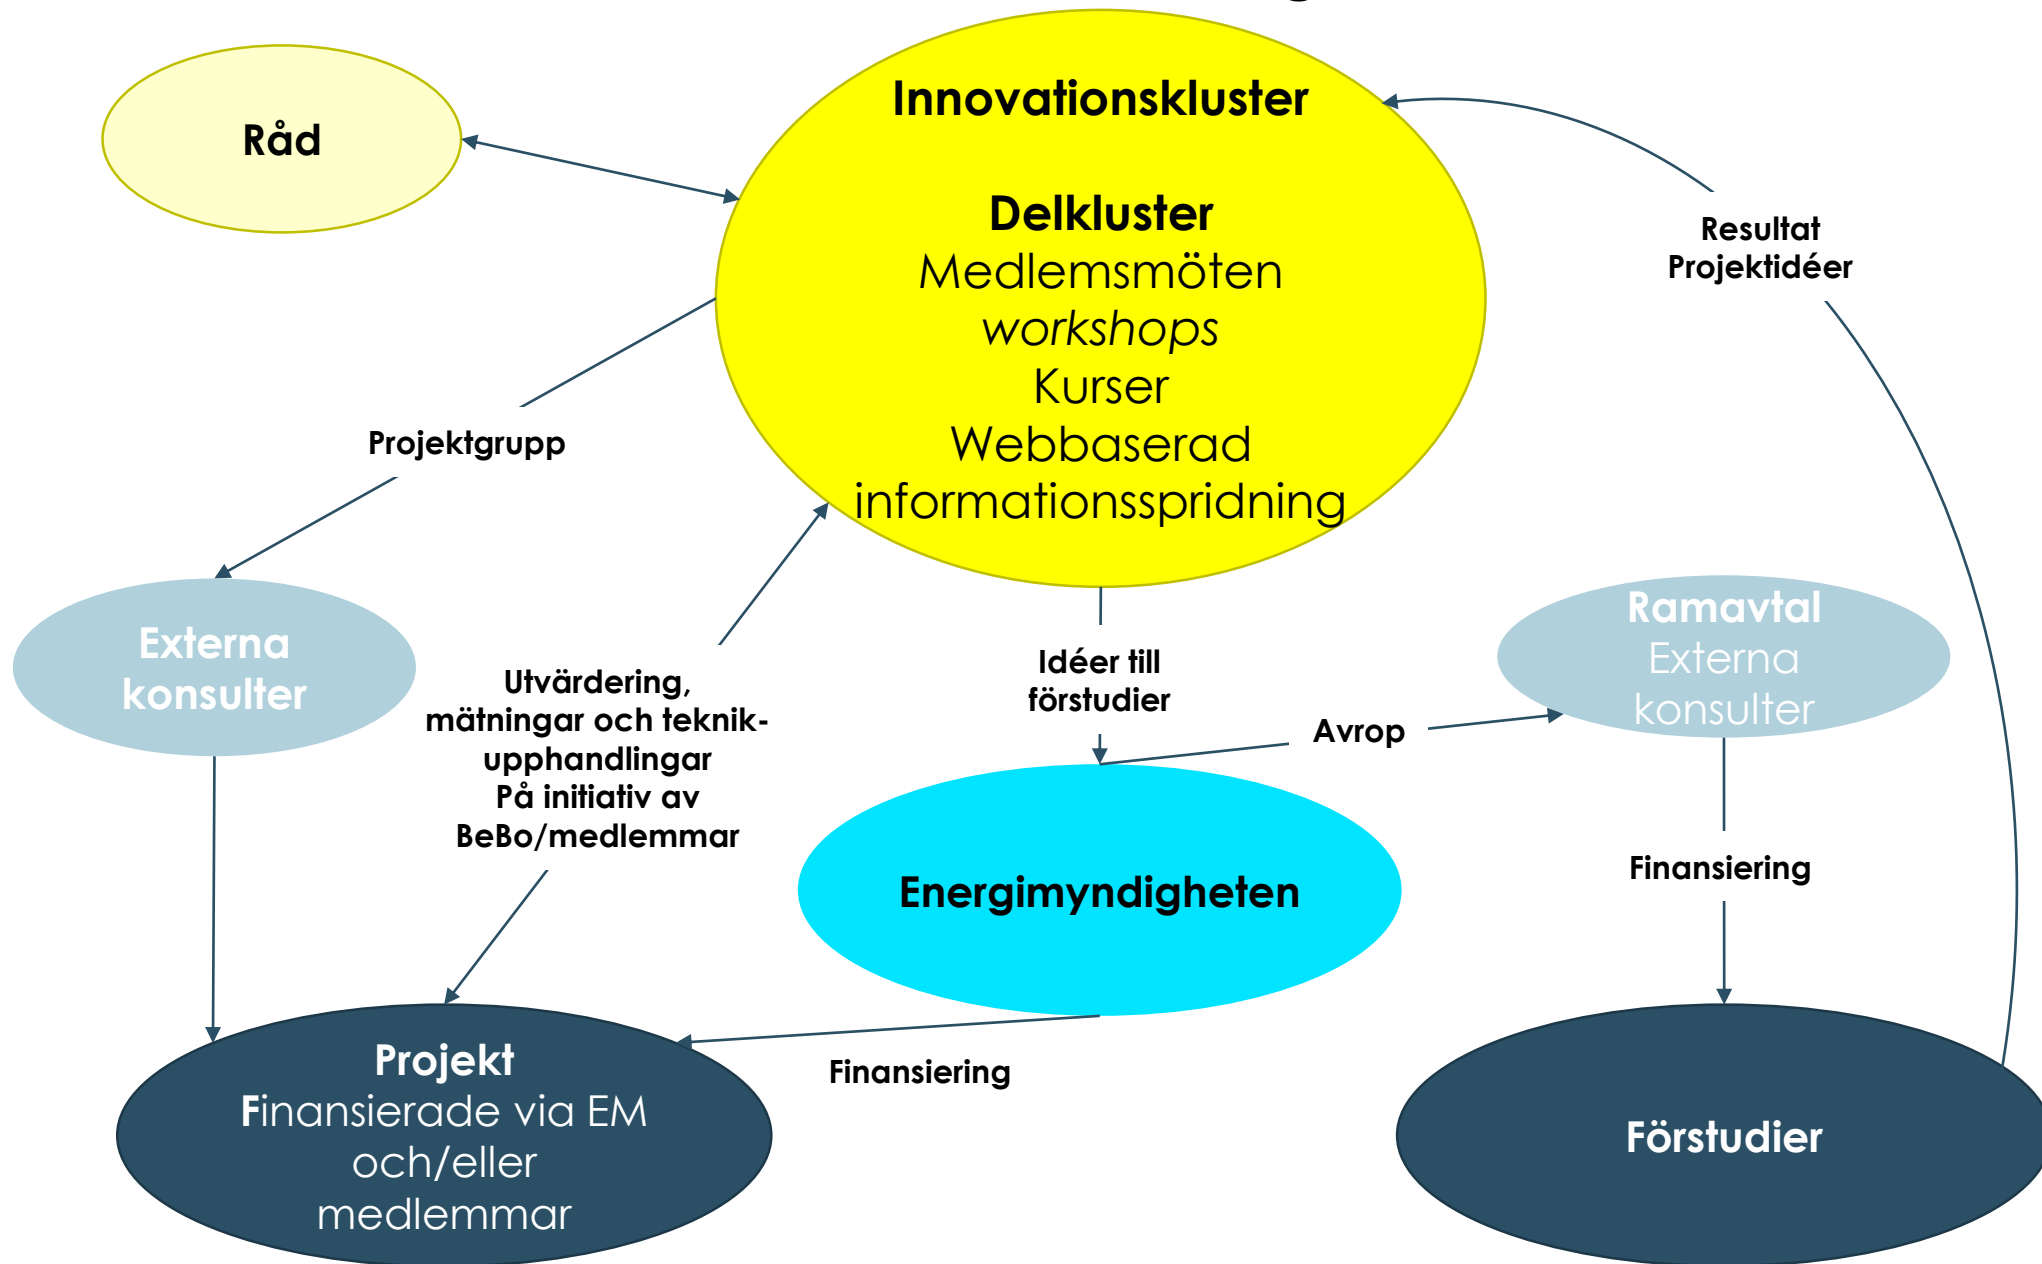 Innovationskluster
Råd
Delkluster
Medlemsmöten
workshops
Kurser
Webbaserad
informationsspridning
Resultat
Projektidéer
Projektgrupp
Externa
konsulter
Utvärdering,
mätningar och teknik-
upphandlingar
På initiativ av
BeBo/medlemmar
Idéer till
förstudier
Avrop
Ramavtal
Externa
konsulter
Energimyndigheten
Finansiering
Finansiering
Projekt
Finansierade via EM
och/eller
medlemmar
Förstudier